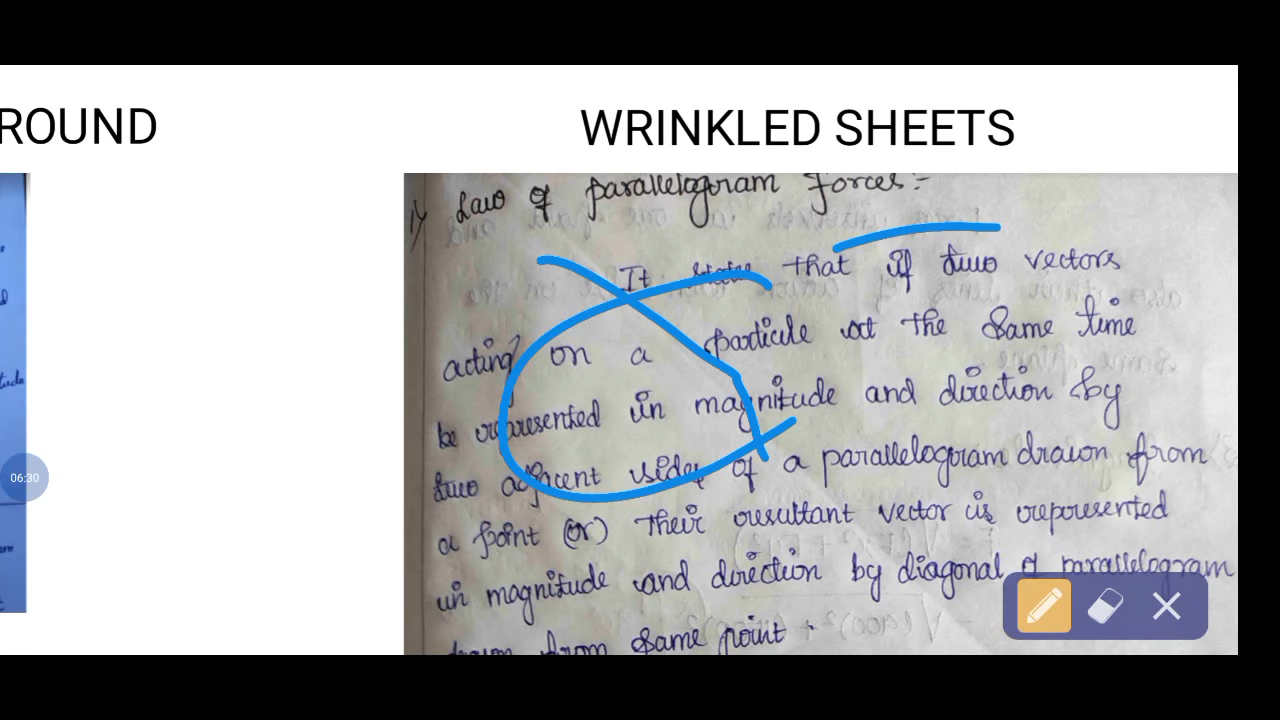 ROUND
WRINKLED SHEETS
1) Law of parallelogram forces:-
It states that if two vectors
acting on a particle at the same time
be represented in magnitude and direction by
two adjacent sides of a parallelogram drawn from
a point (or) their resultant vector is represented
in magnitude and direction by diagonal of parallelogram
drawn from same point.
06:30